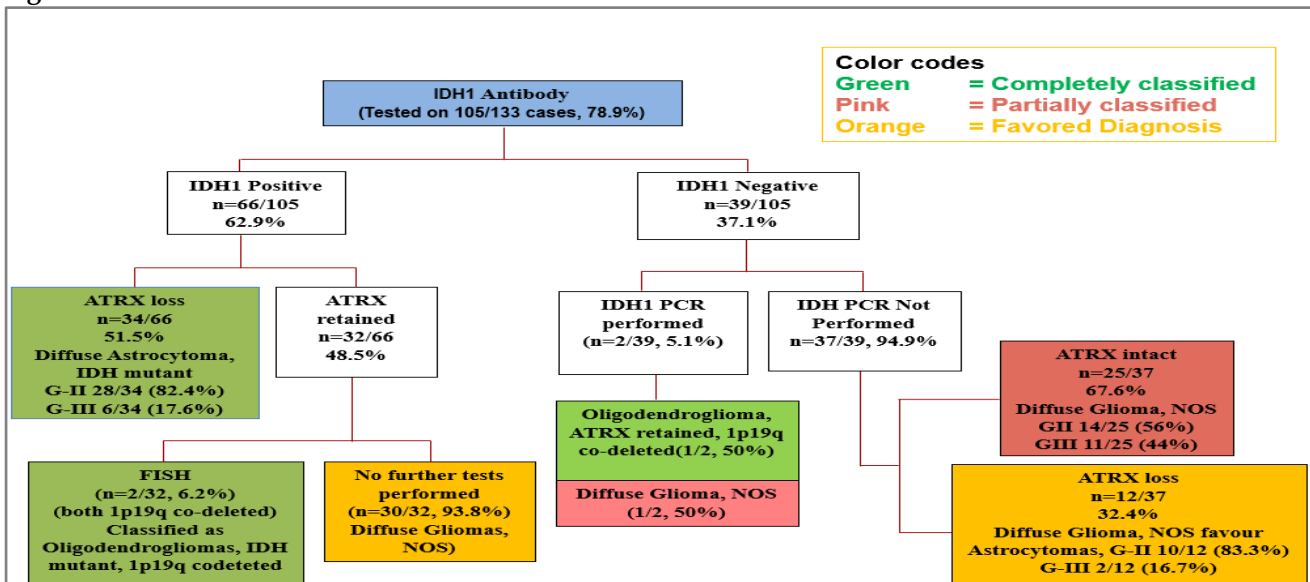 Color codes
Green = Completely classified
Pink = Partially classified
Orange = Favored Diagnosis
IDH1 Antibody
(Tested on 105/133 cases, 78.9%)
IDH1 Positive
n=66/105
62.9%
IDH1 Negative
n=39/105
37.1%
ATRX loss
n=34/66
51.5%
Diffuse Astrocytoma,
IDH mutant
G-II 28/34 (82.4%)
G-III 6/34 (17.6%)
ATRX
retained
n=32/66
48.5%
IDH1 PCR
performed
(n=2/39, 5.1%)
IDH PCR Not
Performed
n=37/39, 94.9%
ATRX intact
n=25/37
67.6%
Diffuse Glioma, NOS
GII 14/25 (56%)
GIII 11/25 (44%)
FISH
(n=2/32, 6.2%)
(both 1p19q co-deleted)
Classified as
Oligodendrogliomas, IDH
mutant, 1p19q codeteted
No further tests
performed
(n=30/32, 93.8%)
Diffuse Gliomas,
NOS)
Oligodendroglioma,
ATRX retained, 1p19q
co-deleted(1/2, 50%)
Diffuse Glioma, NOS
(1/2, 50%)
ATRX loss
n=12/37
32.4%
Diffuse Glioma, NOS favour
Astrocytomas, G-II 10/12 (83.3%)
G-III 2/12 (16.7%)